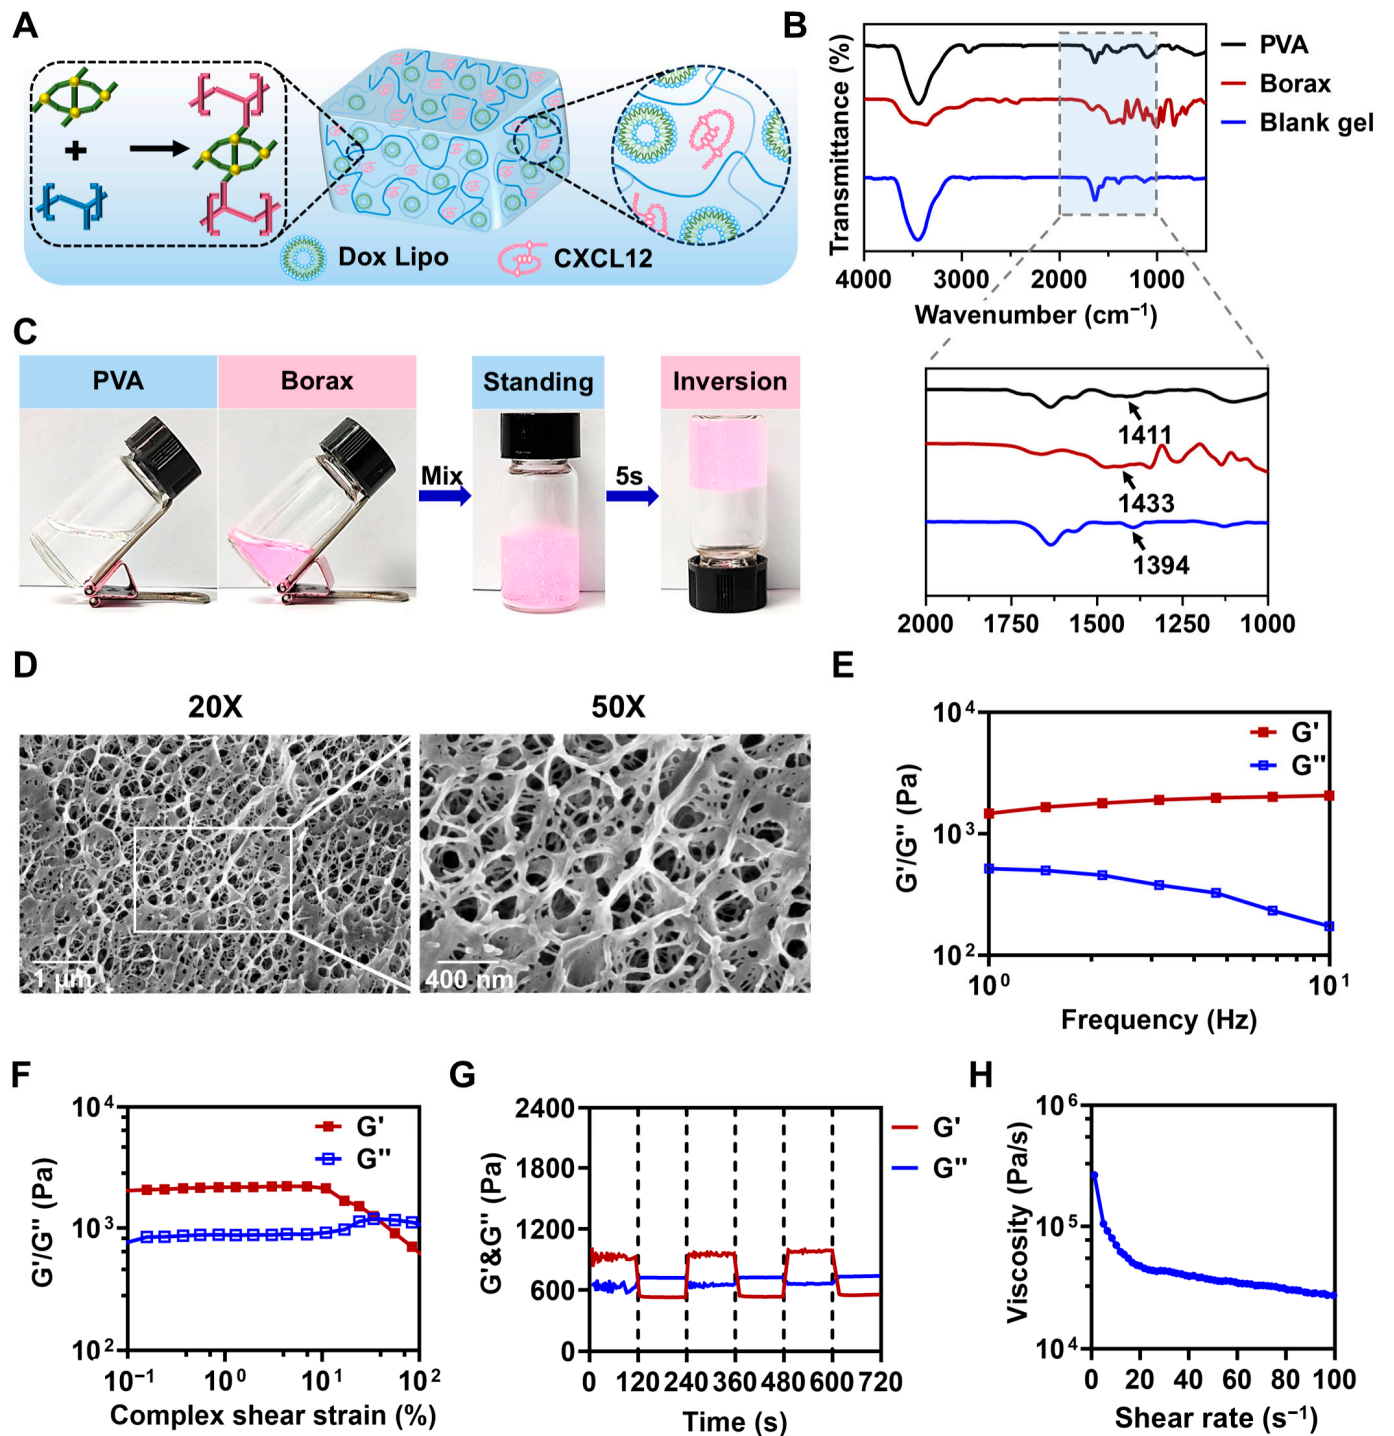 A
Dox Lipo
CXCL12
B
Transmittance (%)
PVA
Borax
Blank gel
4000 3000 2000 1000
Wavenumber (cm⁻¹)
1411
1433
1394
2000 1750 1500 1250 1000
C
PVA Borax Standing Inversion
Mix
5s
D
20X 50X
1 μm
400 nm
E
G'/G'' (Pa)
10⁴
10³
10²
G'
G''
10⁰ 10¹
Frequency (Hz)
F
G'/G'' (Pa)
10⁴
10³
10²
G'
G''
10⁻¹ 10⁰ 10¹ 10²
Complex shear strain (%)
G
G'&G'' (Pa)
2400
1800
1200
600
0
G'
G''
0 120 240 360 480 600 720
Time (s)
H
Viscosity (Pa/s)
10⁶
10⁵
10⁴
0 20 40 60 80 100
Shear rate (s⁻¹)